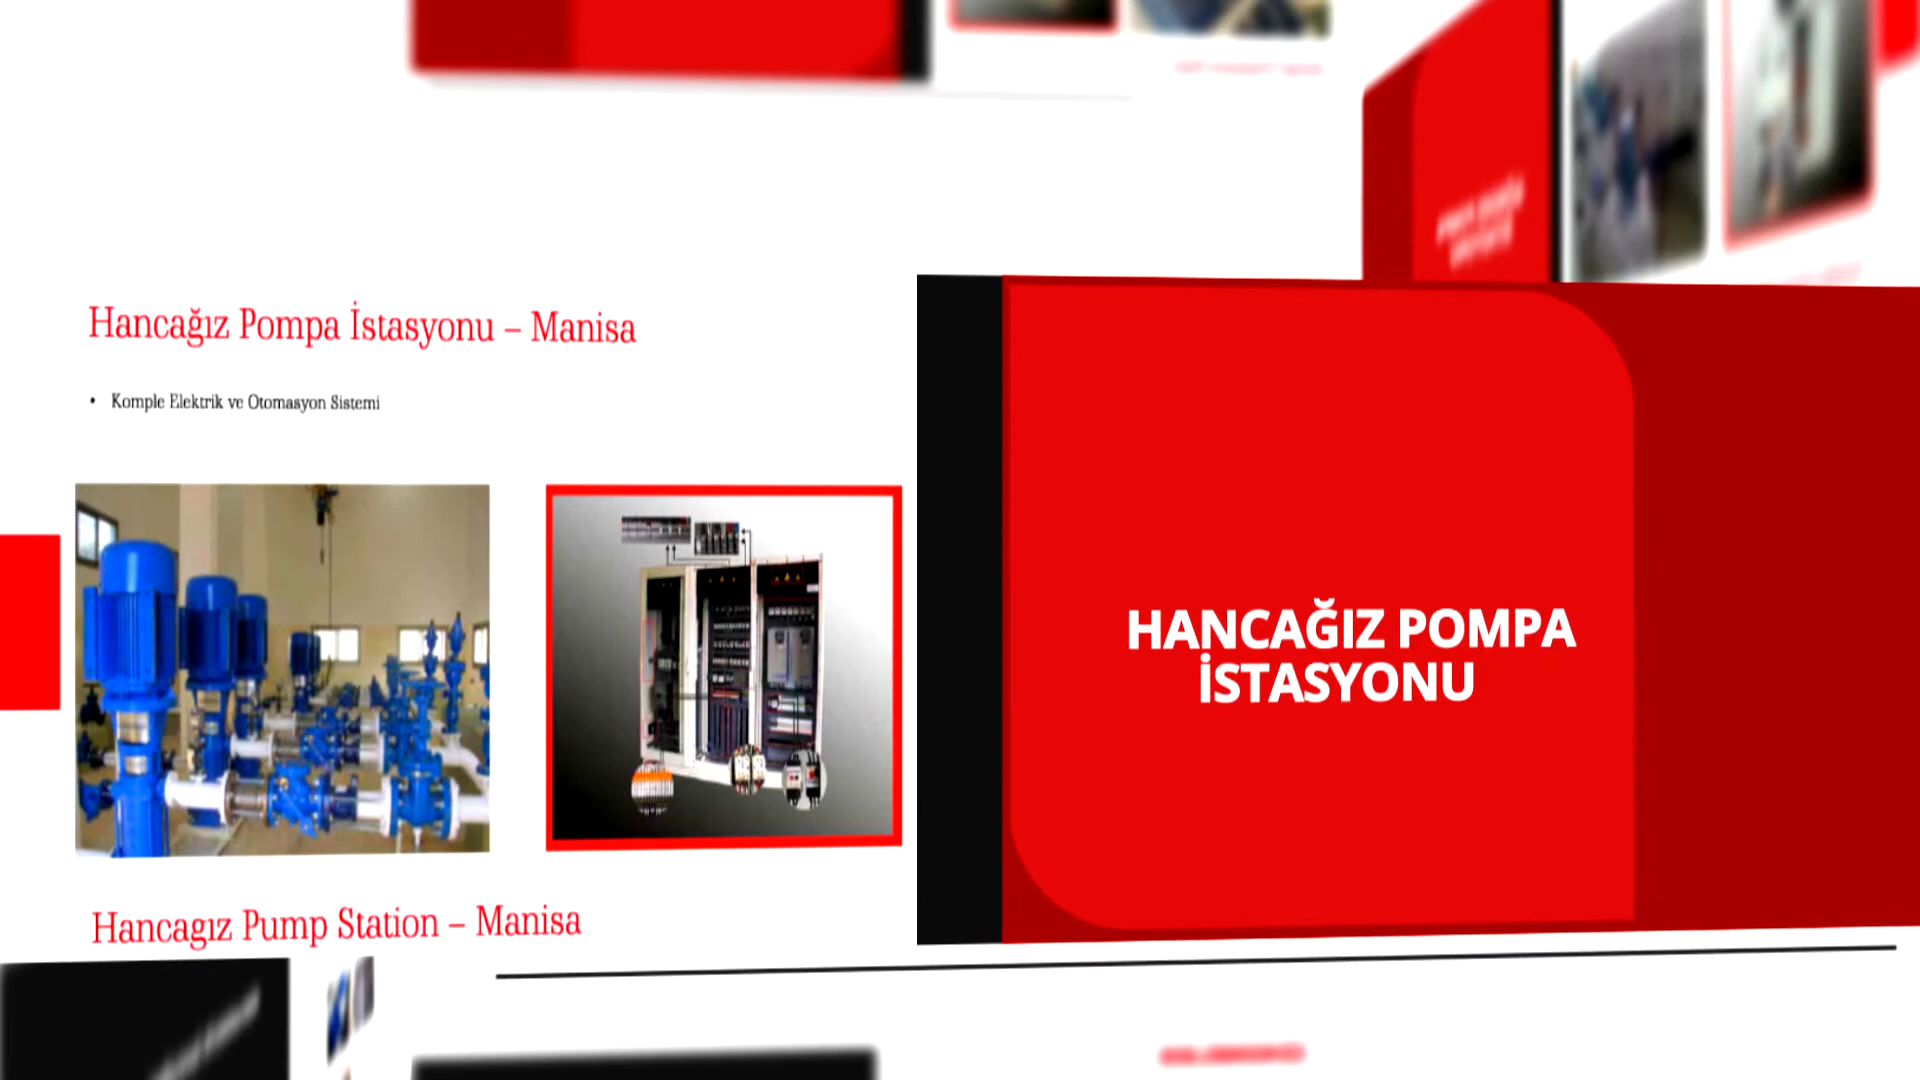 Hancağız Pompa İstasyonu – Manisa
• Komple Elektrik ve Otomasyon Sistemi
Hancagız Pump Station – Manisa
HANCAĞIZ POMPA
İSTASYONU